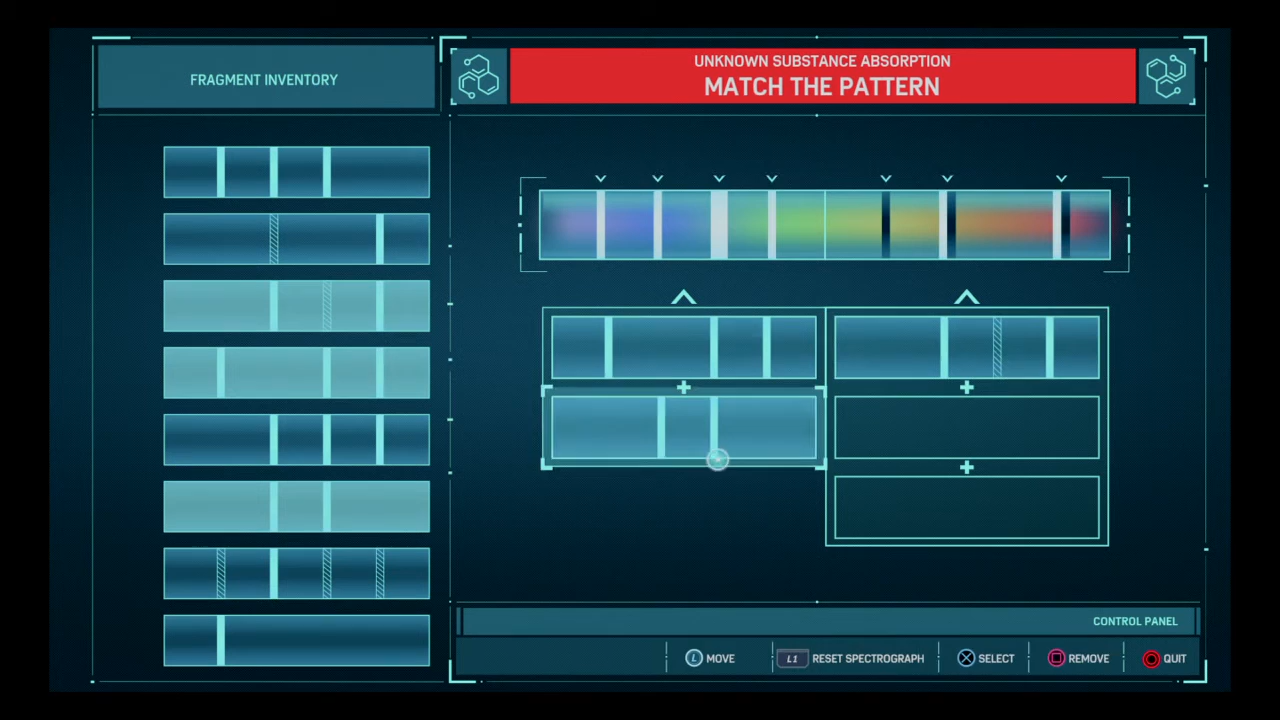 FRAGMENT INVENTORY
UNKNOWN SUBSTANCE ABSORPTION
MATCH THE PATTERN
CONTROL PANEL
L MOVE
L1 RESET SPECTROGRAPH
SELECT
REMOVE
QUIT